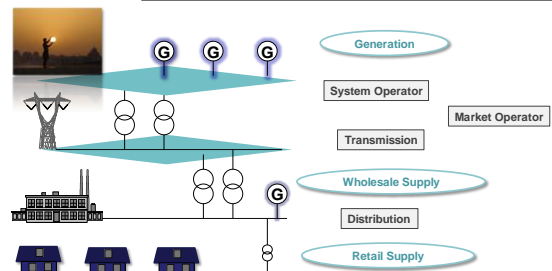 G G G
Generation
System Operator
Market Operator
Transmission
Wholesale Supply
G
Distribution
Retail Supply